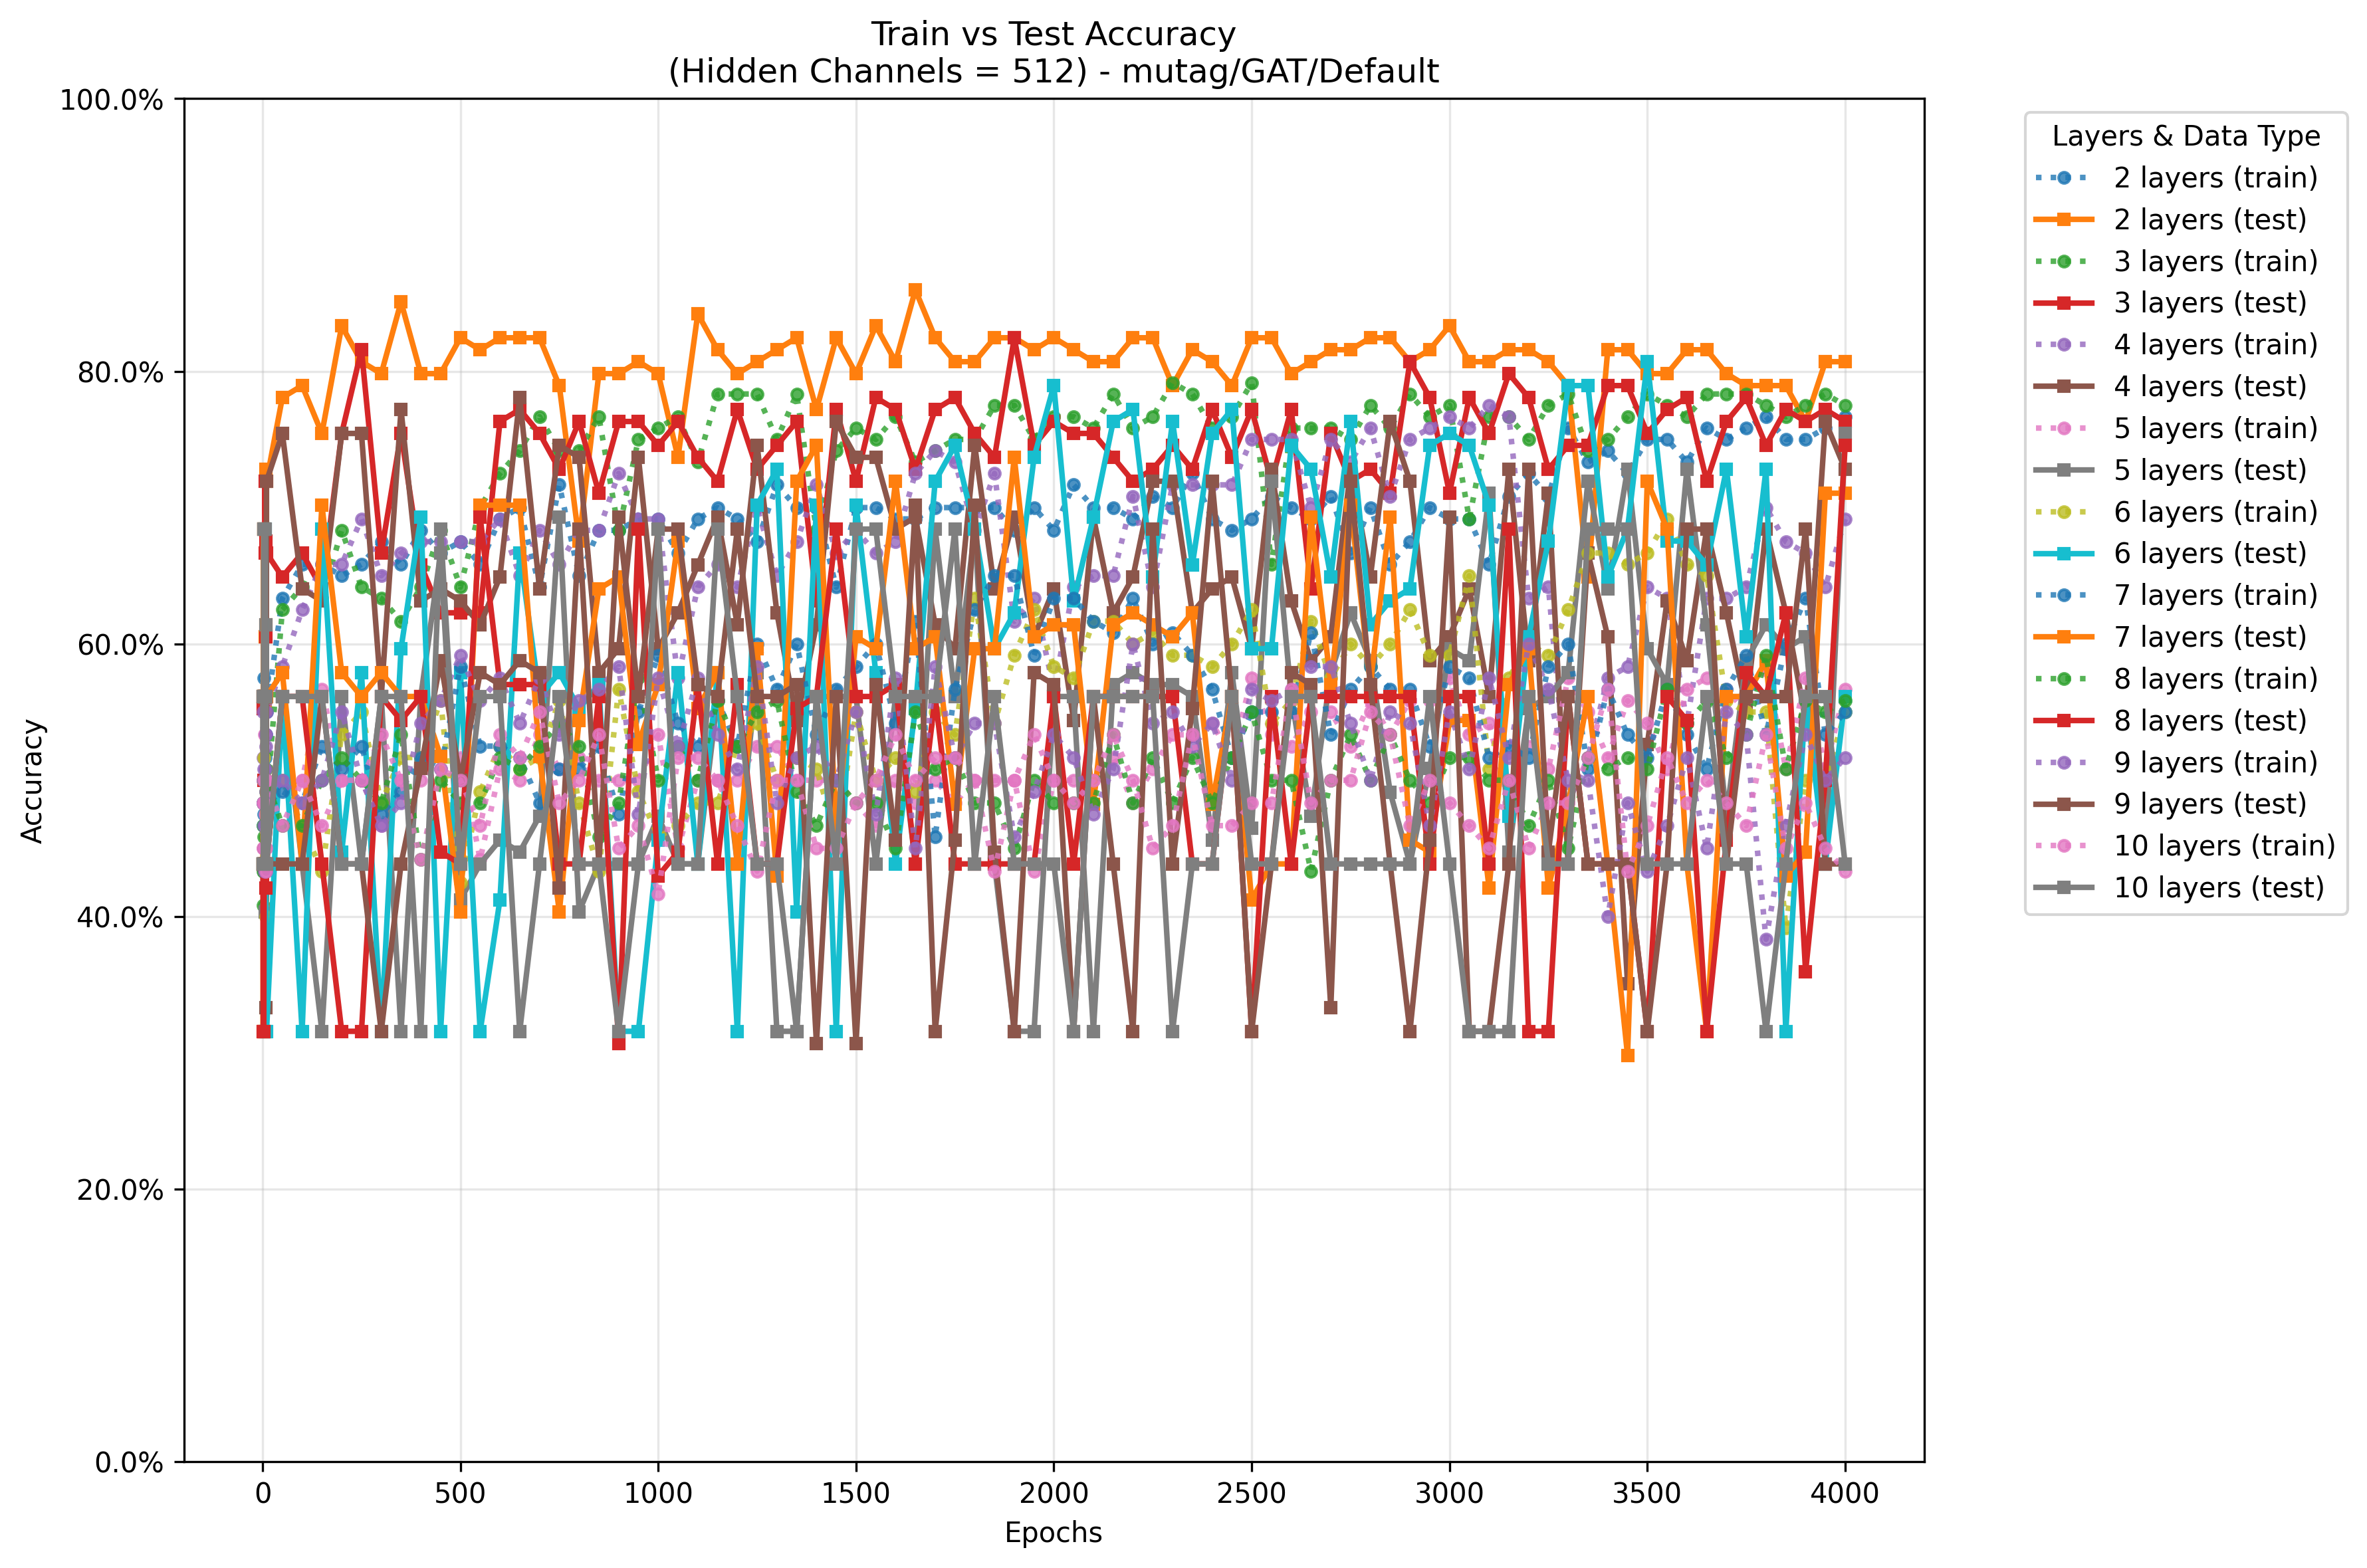 Train vs Test Accuracy
(Hidden Channels = 512) - mutag/GAT/Default
100.0%
80.0%
60.0%
40.0%
20.0%
0.0%
Accuracy
0 500 1000 1500 2000 2500 3000 3500 4000
Epochs
Layers & Data Type
2 layers (train)
2 layers (test)
3 layers (train)
3 layers (test)
4 layers (train)
4 layers (test)
5 layers (train)
5 layers (test)
6 layers (train)
6 layers (test)
7 layers (train)
7 layers (test)
8 layers (train)
8 layers (test)
9 layers (train)
9 layers (test)
10 layers (train)
10 layers (test)